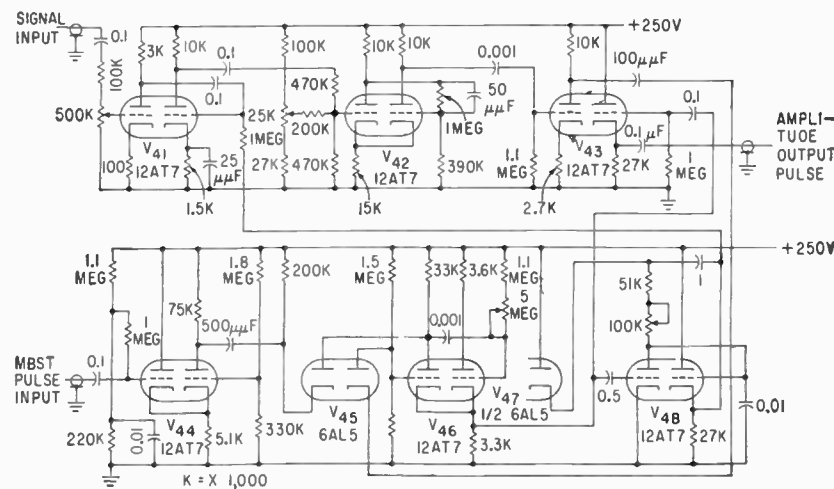 SIGNAL
INPUT
0.1
100K
500K
3K
10K
0.1
0.1
100K
470K
25K
1MEG
200K
27K
470K
100
V41
12AT7
25
μμF
1.5K
10K
10K
0.001
50
μμF
1MEG
V42
12AT7
390K
15K
1.1
MEG
10K
+250V
100μμF
0.1
0.1μF
V43
12AT7
27K
1
MEG
2.7K
AMPLI-
TUOE
OUTPUT
PULSE
1.1
MEG
1
MEG
75K
500μμF
1.8
MEG
200K
1.5
MEG
33K
3.6K
1.1
MEG
5
MEG
0.001
+250V
51K
1
100K
MBST
PULSE
INPUT
0.1
220K
0.01
V44
12AT7
5.1K
330K
V45
6AL5
V46
12AT7
3.3K
V47
1/2 6AL5
0.5
V48
12AT7
27K
0.01
K = X 1,000